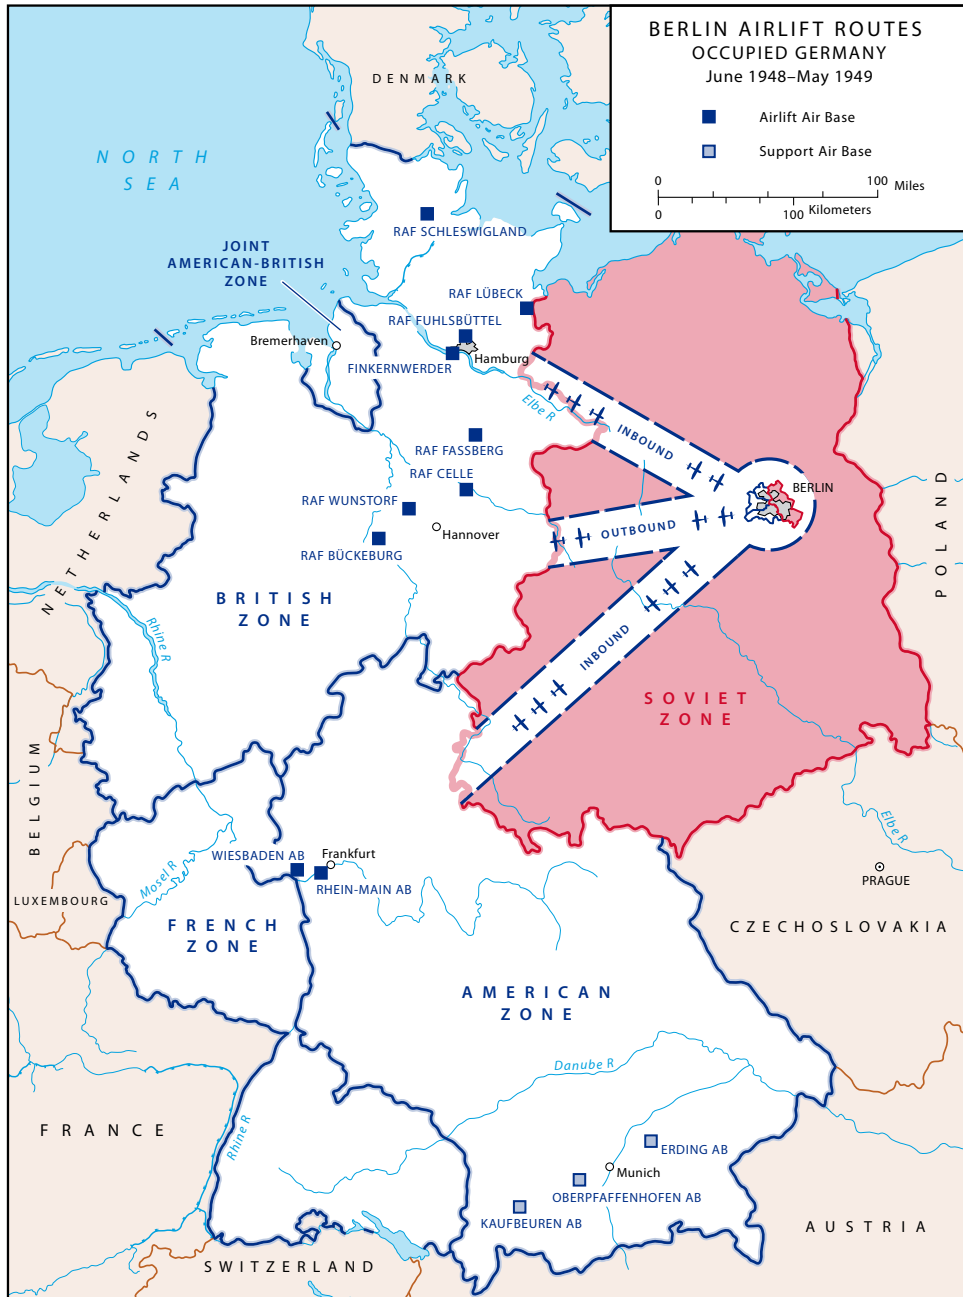 BERLIN AIRLIFT ROUTES
OCCUPIED GERMANY
June 1948–May 1949
Airlift Air Base
Support Air Base
0
100
Miles
0
100
Kilometers
DENMARK
NORTH
SEA
RAF SCHLESWIGLAND
JOINT
AMERICAN-BRITISH
ZONE
RAF LÜBECK
RAF FUHLSBÜTTEL
Bremerhaven
Hamburg
FINKERNWERDER
Elbe R
INBOUND
NETHERLANDS
RAF FASSBERG
RAF CELLE
RAF WUNSTORF
BERLIN
Hannover
OUTBOUND
RAF BÜCKEBURG
POLAND
BRITISH
ZONE
Rhine R
INBOUND
SOVIET
ZONE
BELGIUM
Elbe R
WIESBADEN AB
Frankfurt
RHEIN-MAIN AB
Mosel R
PRAGUE
LUXEMBOURG
FRENCH
ZONE
CZECHOSLOVAKIA
AMERICAN
ZONE
Danube R
FRANCE
Rhine R
ERDING AB
Munich
OBERPFAFFENHOFEN AB
KAUFBEUREN AB
AUSTRIA
SWITZERLAND